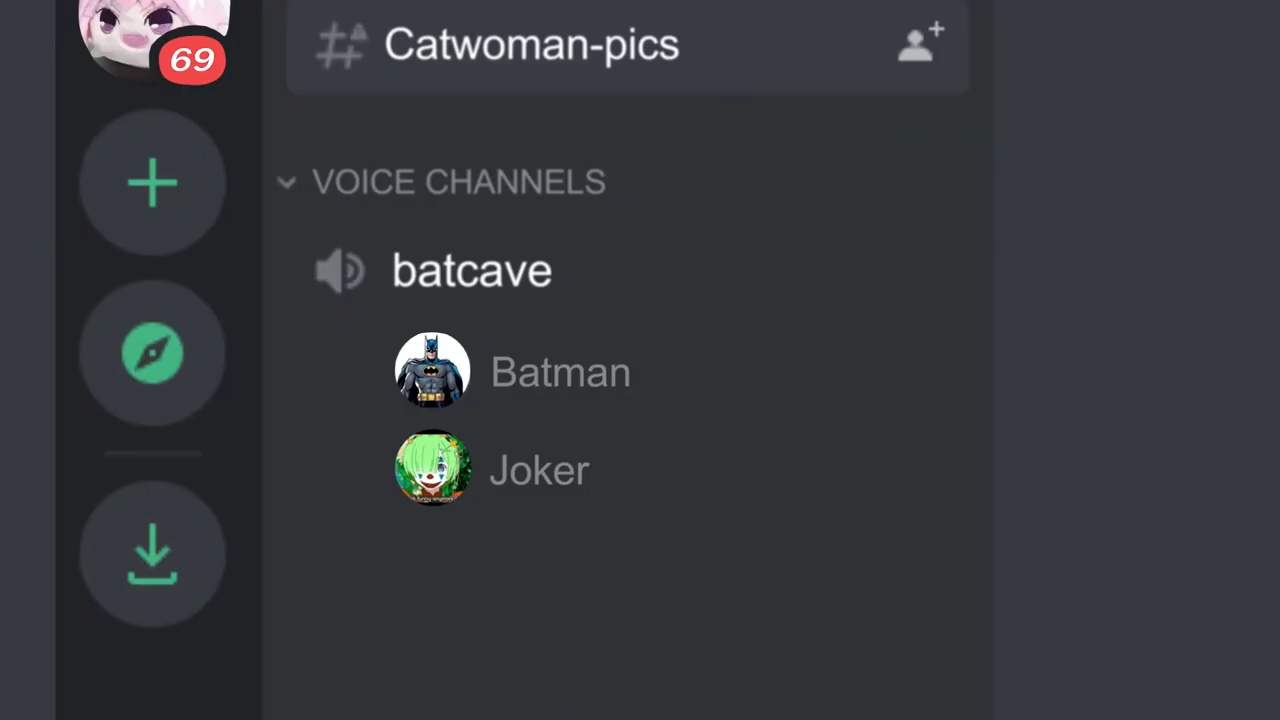 Catwoman-pics
69
VOICE CHANNELS
batcave
Batman
Joker